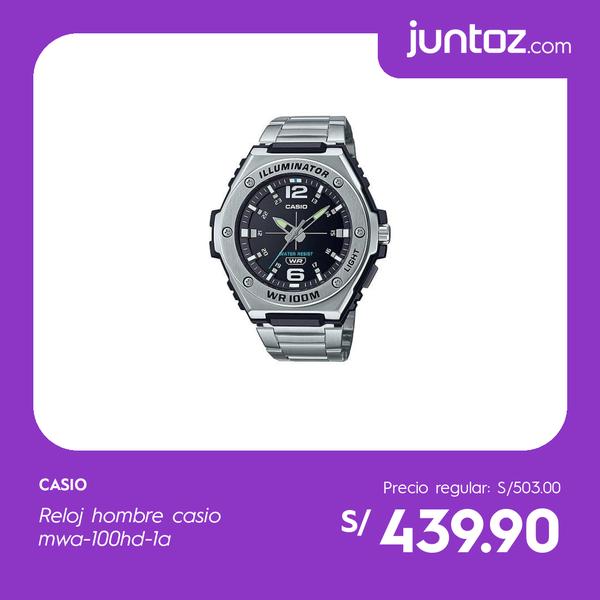 juntoz.com
ILLUMINATOR
12
CASIO
WATER RESIST
WR
6
LIGHT
WR 100M
CASIO
Precio regular: S/503.00
Reloj hombre casio
mwa-100hd-1a
S/ 439.90